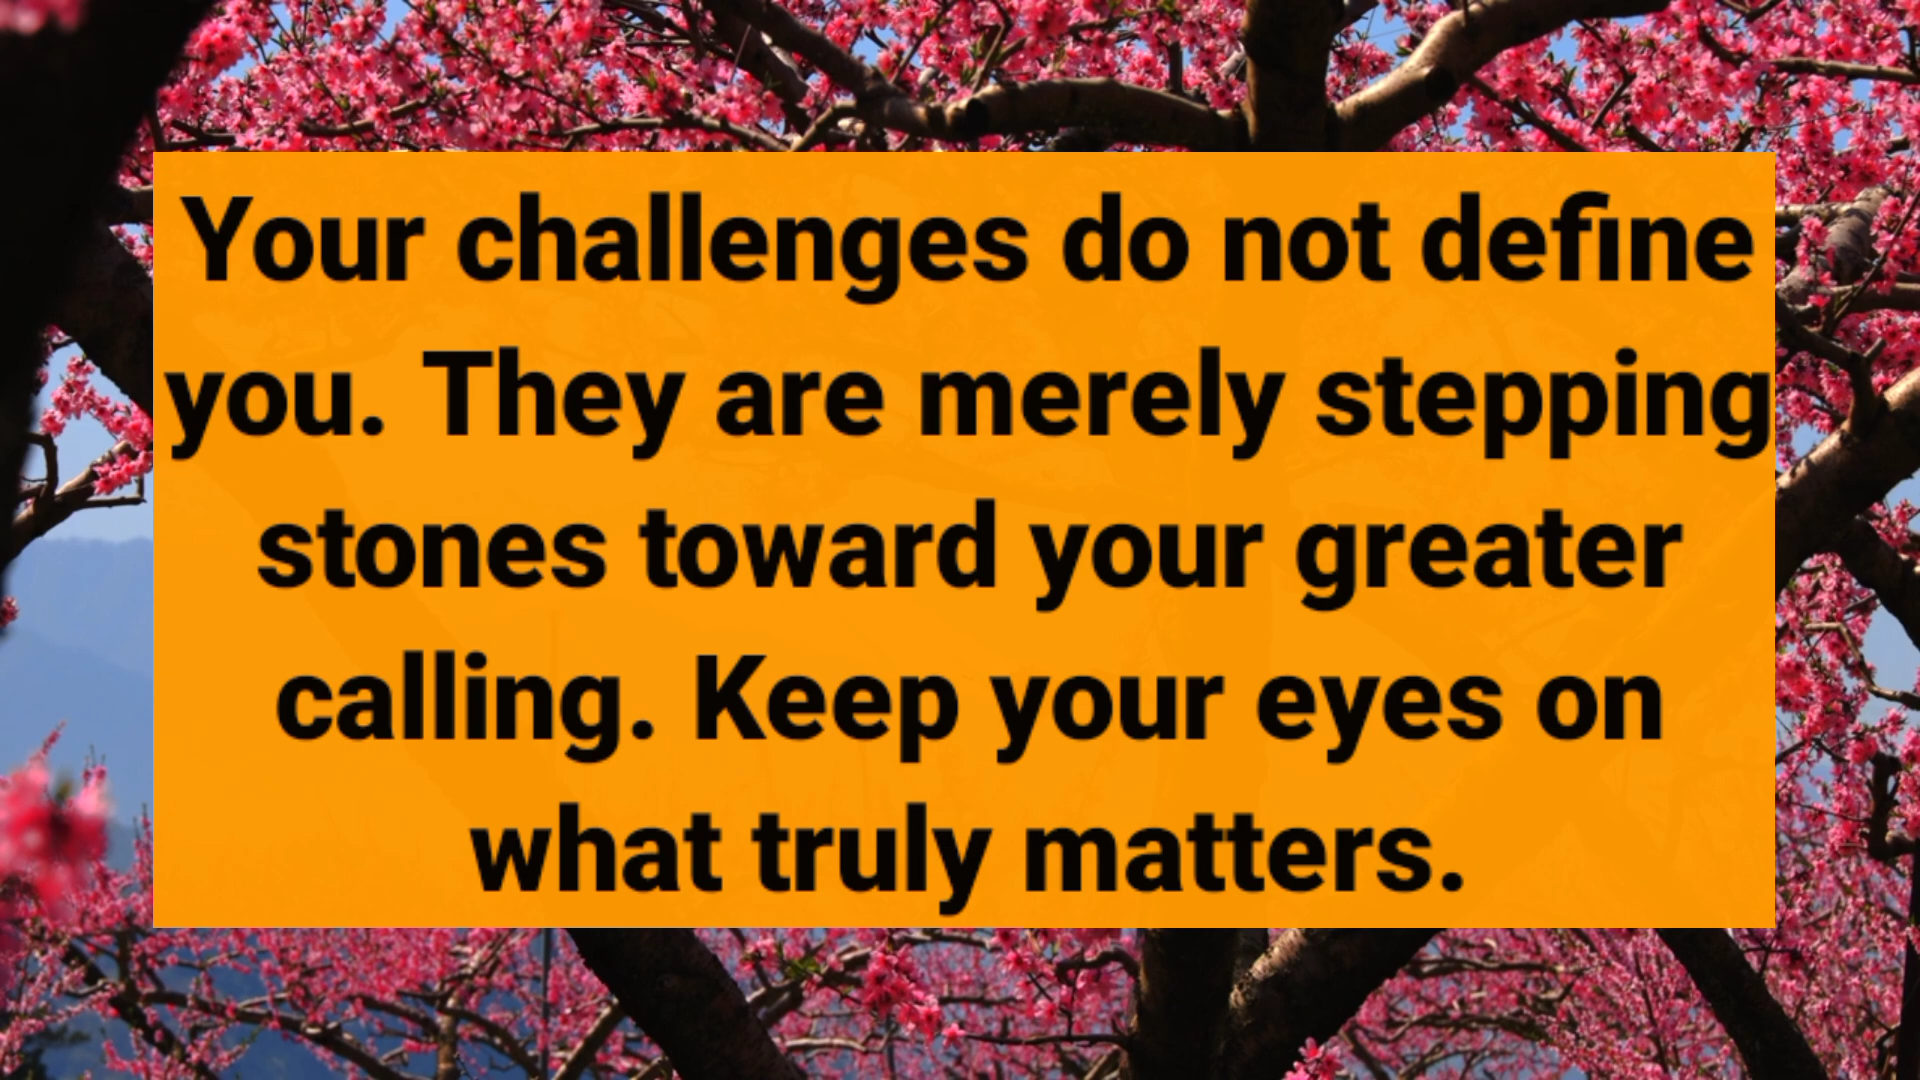 Your challenges do not define
you. They are merely stepping
stones toward your greater
calling. Keep your eyes on
what truly matters.